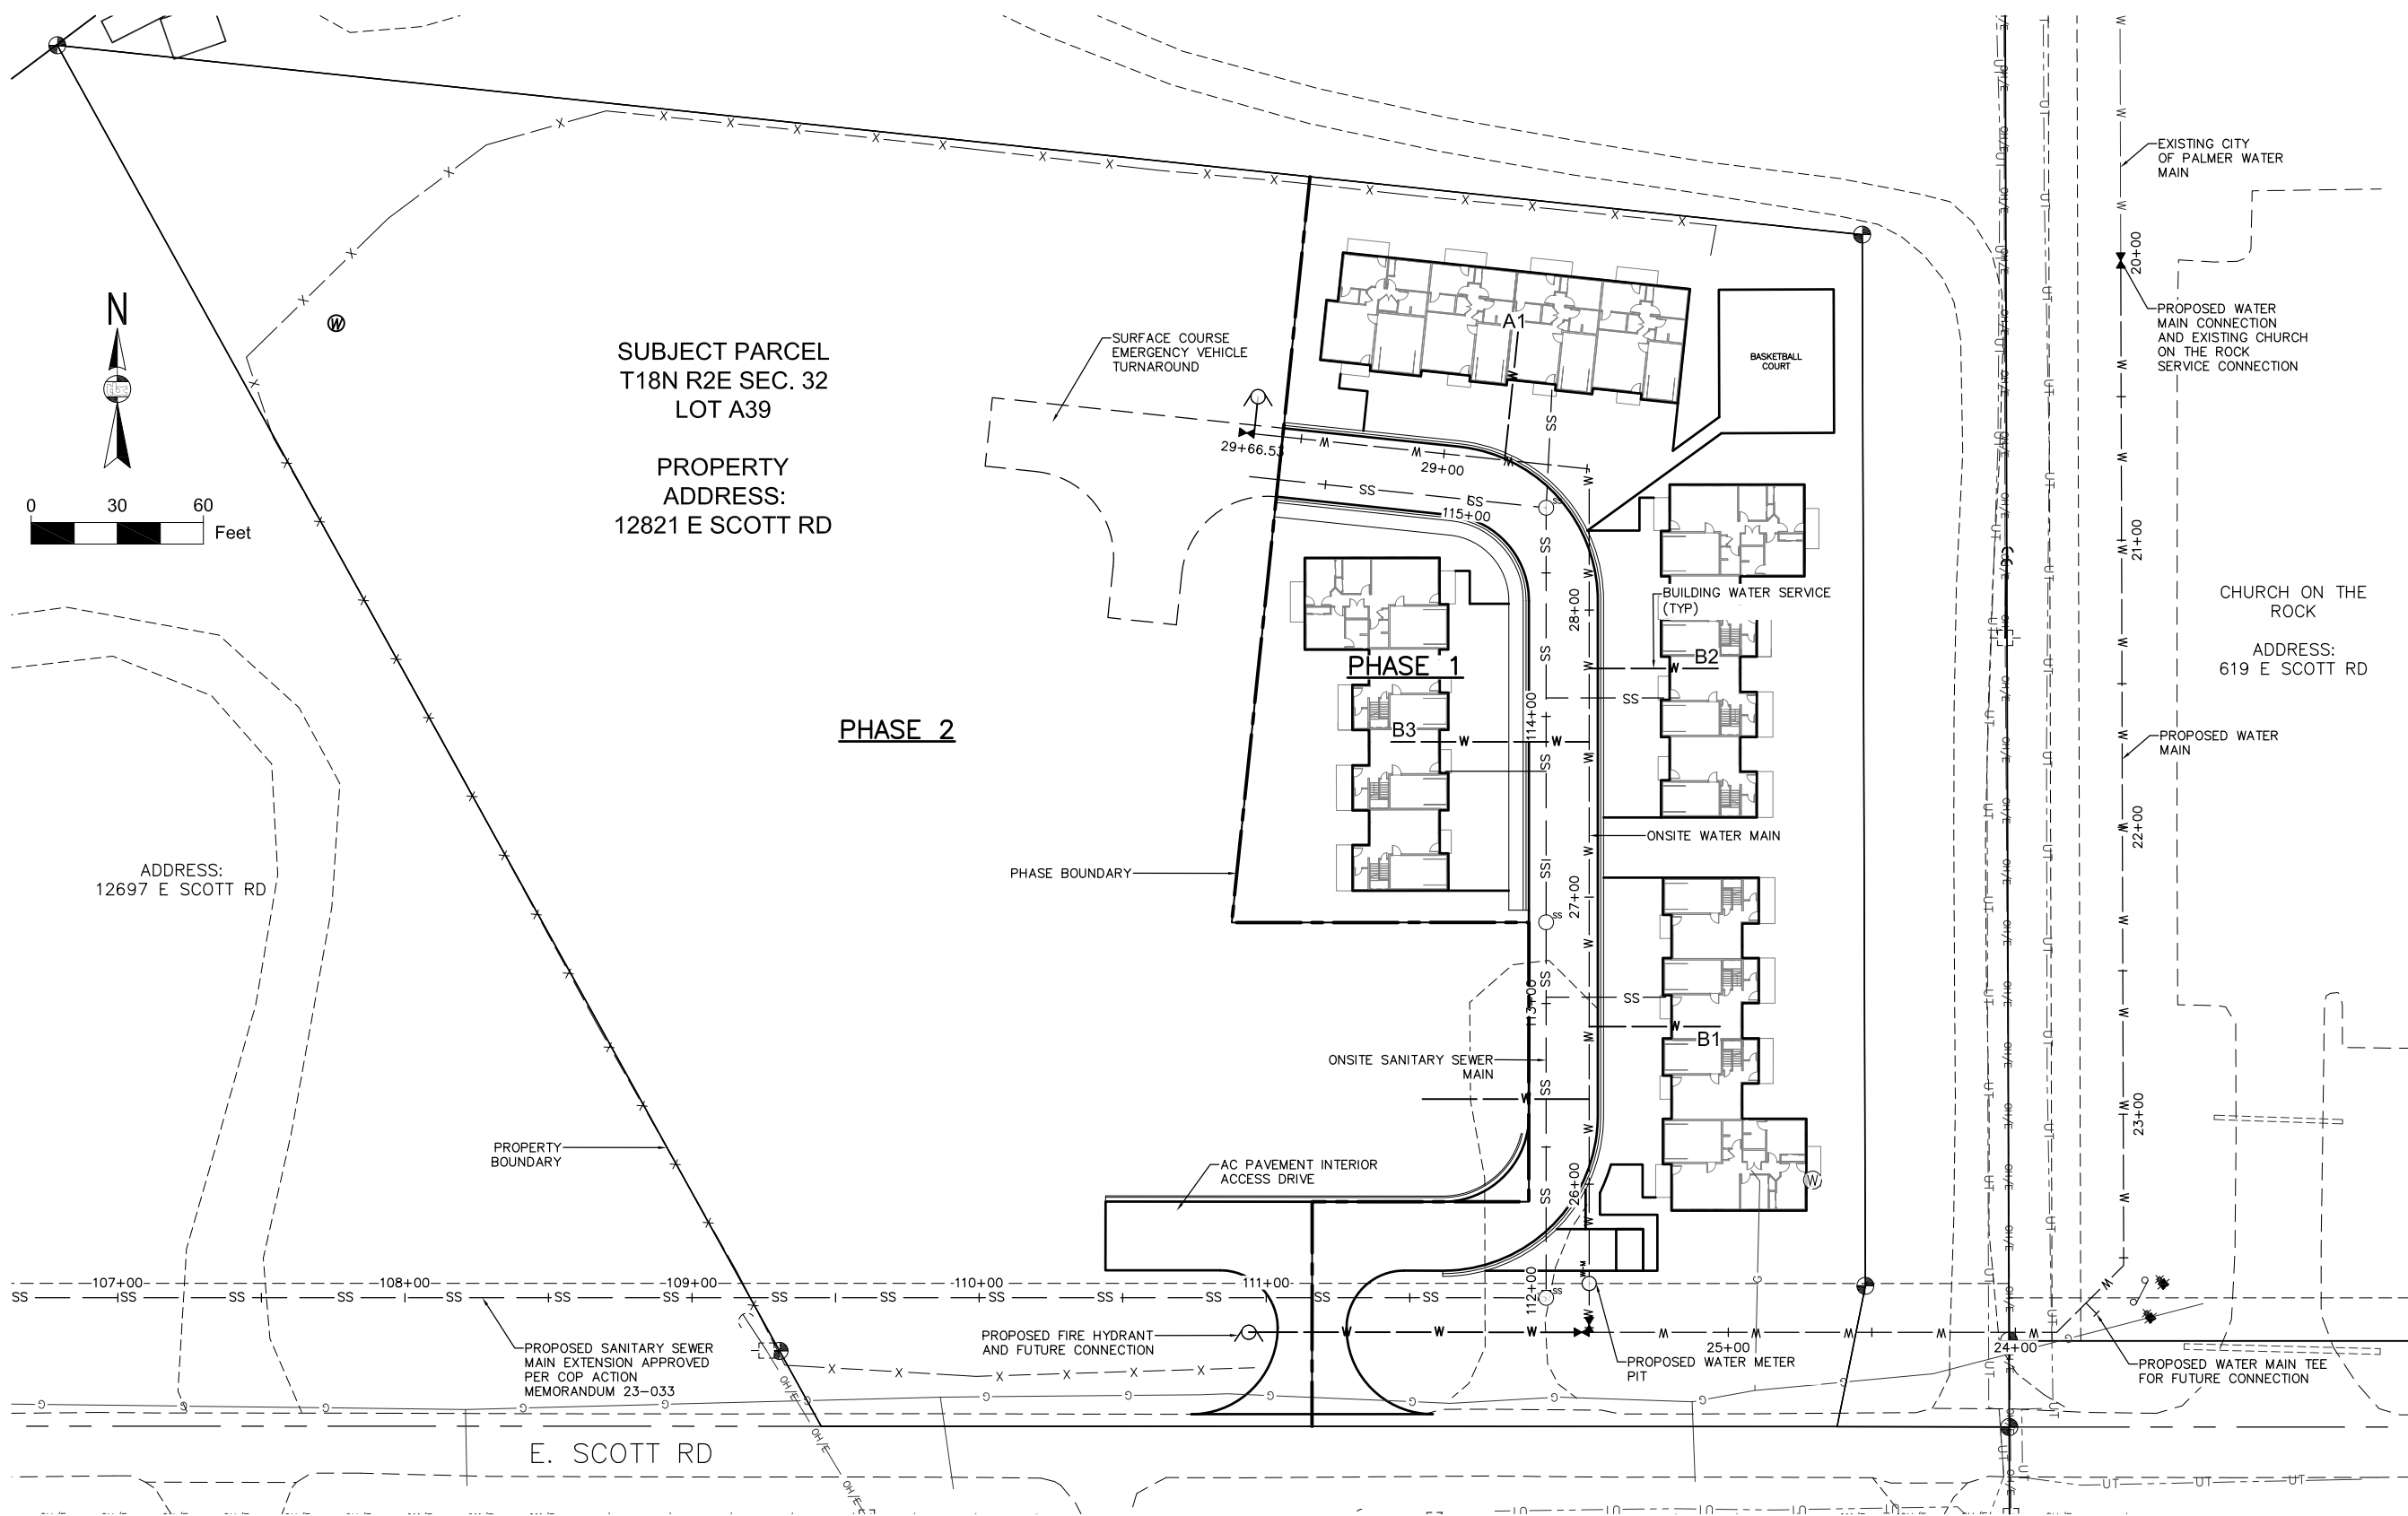 EXISTING CITY
OF PALMER WATER
MAIN
20+00
PROPOSED WATER
MAIN CONNECTION
AND EXISTING CHURCH
ON THE ROCK
SERVICE CONNECTION
N
0 30 60
Feet
SUBJECT PARCEL
T18N R2E SEC. 32
LOT A39
PROPERTY
ADDRESS:
12821 E SCOTT RD
SURFACE COURSE
EMERGENCY VEHICLE
TURNAROUND
A1
BASKETBALL
COURT
29+66.53
29+00
115+00
21+00
BUILDING WATER SERVICE
(TYP)
28+00
CHURCH ON THE
ROCK
ADDRESS:
619 E SCOTT RD
PHASE 1
B2
PHASE 2
B3
114+00
PROPOSED WATER
MAIN
ONSITE WATER MAIN
22+00
ADDRESS:
12697 E SCOTT RD
PHASE BOUNDARY
27+00
113+00
B1
ONSITE SANITARY SEWER
MAIN
23+00
PROPERTY
BOUNDARY
AC PAVEMENT INTERIOR
ACCESS DRIVE
26+00
107+00
108+00
109+00
110+00
111+00
112+00
PROPOSED SANITARY SEWER
MAIN EXTENSION APPROVED
PER COP ACTION
MEMORANDUM 23-033
PROPOSED FIRE HYDRANT
AND FUTURE CONNECTION
25+00
24+00
PROPOSED WATER METER
PIT
PROPOSED WATER MAIN TEE
FOR FUTURE CONNECTION
E. SCOTT RD